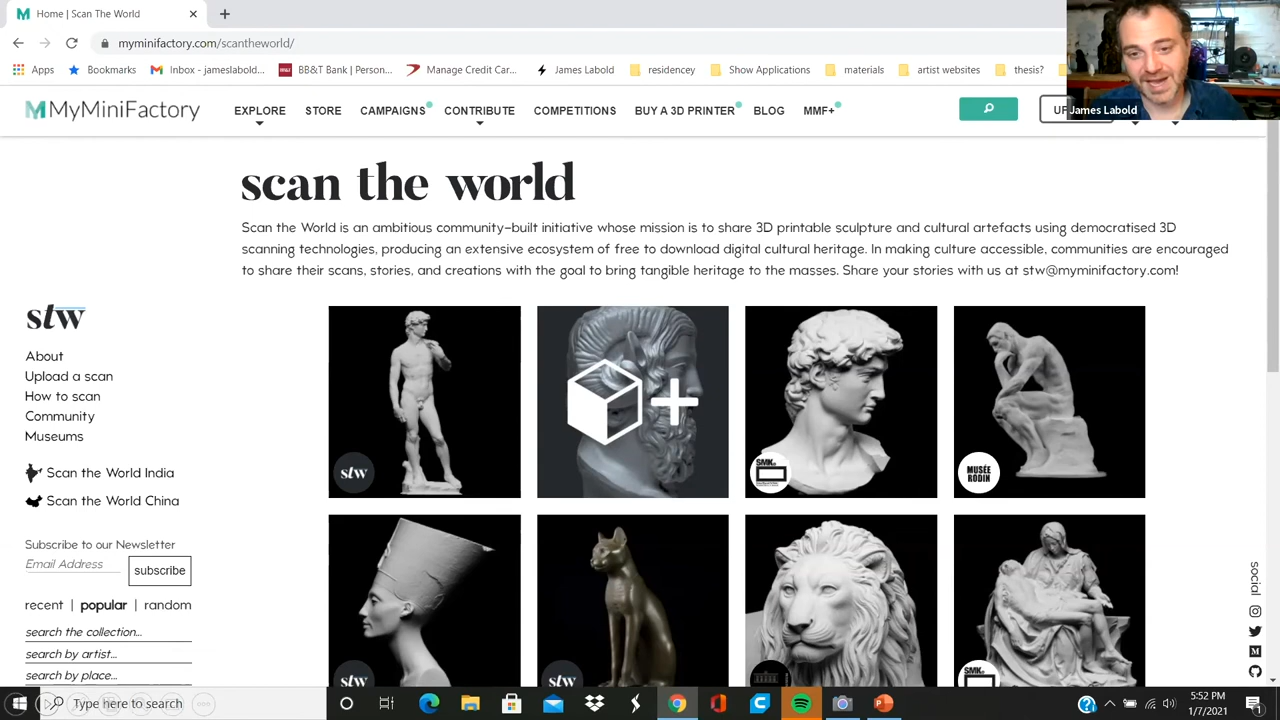 Home | Scan The World
myminifactory.com/scantheworld/
Apps Bookmarks Inbox - jameslabold... BB&T Bank | Person... Manage Credit Car... James Labold residencey Show Applications materials artist websites thesis?
MyMiniFactory EXPLORE STORE CONTRIBUTE COMPETITIONS BUY A 3D PRINTER BLOG MMF+
James Labold
scan the world
Scan the World is an ambitious community-built initiative whose mission is to share 3D printable sculpture and cultural artefacts using democratised 3D
scanning technologies, producing an extensive ecosystem of free to download digital cultural heritage. In making culture accessible, communities are encouraged
to share their scans, stories, and creations with the goal to bring tangible heritage to the masses. Share your stories with us at stw@myminifactory.com!
stw
About
Upload a scan
How to scan
Community
Museums
Scan the World India
Scan the World China
Subscribe to our Newsletter
Email Address subscribe
recent | popular | random
search the collection...
search by artist...
search by place...
stw
SMK
MUSÉE
RODIN
stw
stw
SMK
social
Type here to search
5:52 PM
1/7/2021